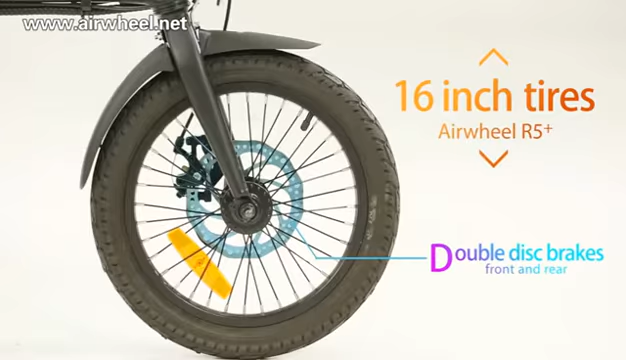 www.airwheel.net
16 inch tires
Airwheel R5+
Double disc brakes
front and rear